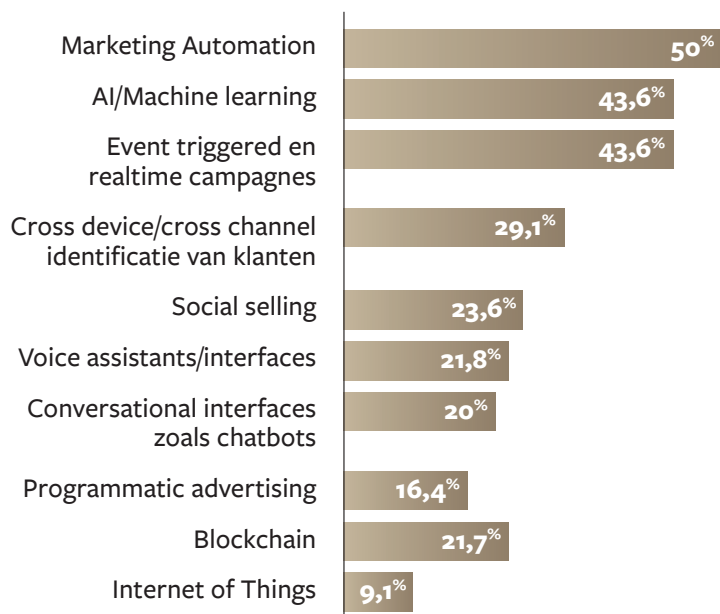 Marketing Automation 50%
AI/Machine learning 43,6%
Event triggered en
realtime campagnes 43,6%
Cross device/cross channel
identificatie van klanten 29,1%
Social selling 23,6%
Voice assistants/interfaces 21,8%
Conversational interfaces
zoals chatbots 20%
Programmatic advertising 16,4%
Blockchain 21,7%
Internet of Things 9,1%